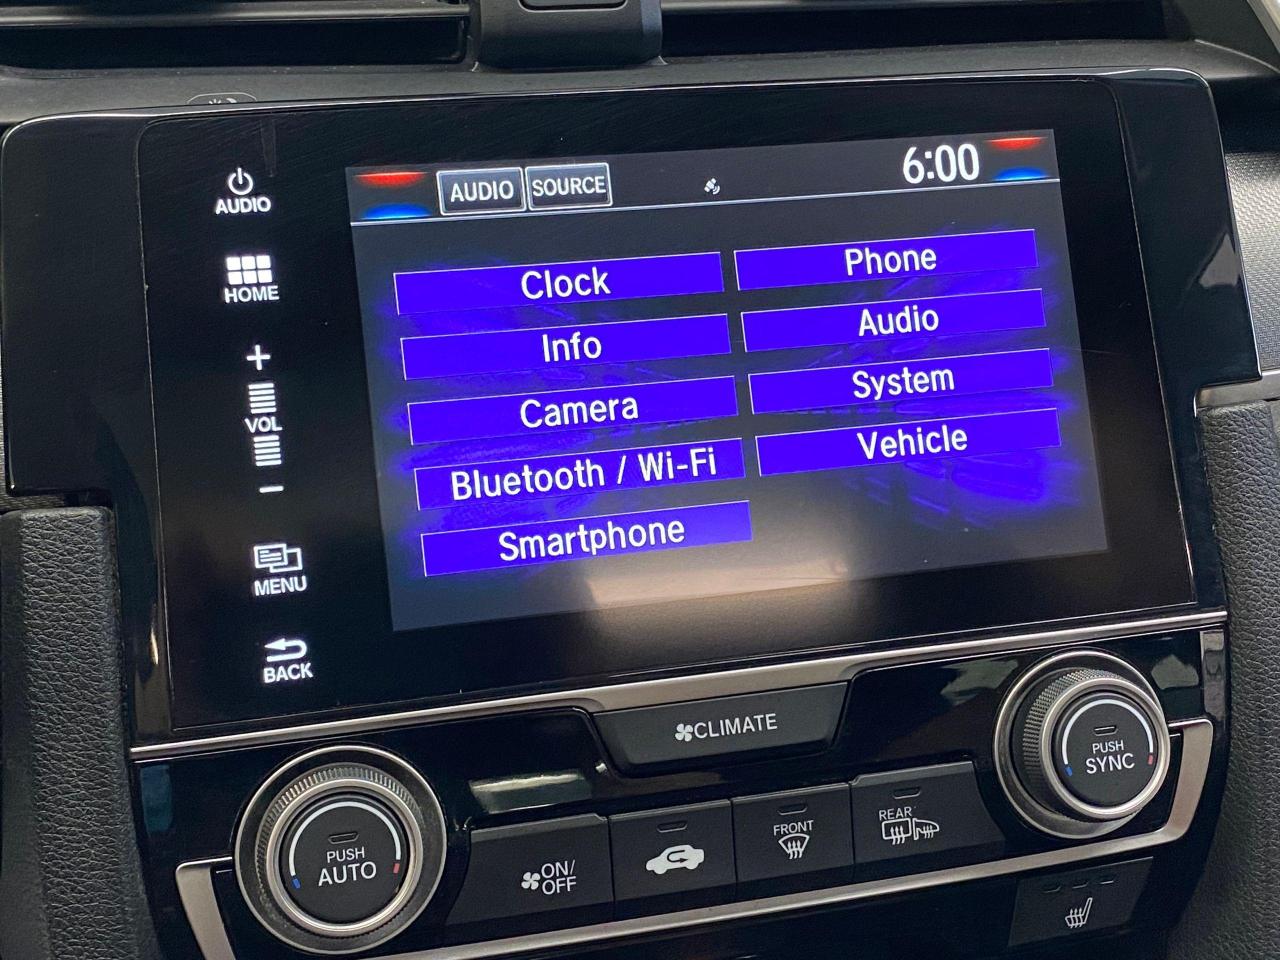 AUDIO
SOURCE
6:00
AUDIO
HOME
+
VOL
−
MENU
BACK
Clock
Info
Camera
Bluetooth / Wi-Fi
Smartphone
Phone
Audio
System
Vehicle
CLIMATE
PUSH
AUTO
ON/
OFF
FRONT
REAR
PUSH
SYNC